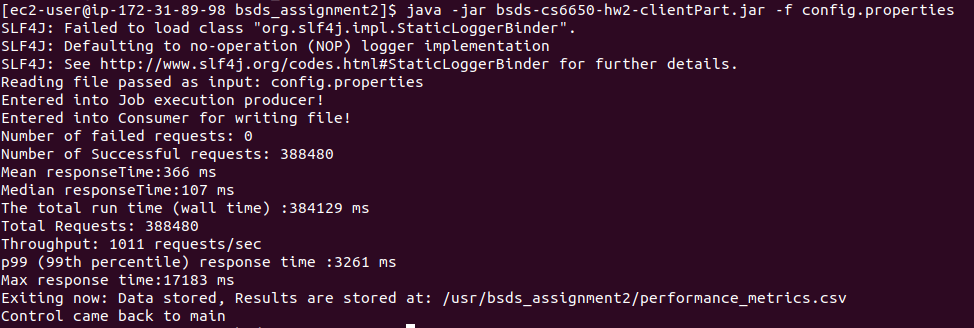 [ec2-user@ip-172-31-89-98 bsds_assignment2]$ java -jar bsds-cs6650-hw2-clientPart.jar -f config.properties
SLF4J: Failed to load class "org.slf4j.impl.StaticLoggerBinder".
SLF4J: Defaulting to no-operation (NOP) logger implementation
SLF4J: See http://www.slf4j.org/codes.html#StaticLoggerBinder for further details.
Reading file passed as input: config.properties
Entered into Job execution producer!
Entered into Consumer for writing file!
Number of failed requests: 0
Number of Successful requests: 388480
Mean responseTime:366 ms
Median responseTime:107 ms
The total run time (wall time) :384129 ms
Total Requests: 388480
Throughput: 1011 requests/sec
p99 (99th percentile) response time :3261 ms
Max response time:17183 ms
Exiting now: Data stored, Results are stored at: /usr/bsds_assignment2/performance_metrics.csv
Control came back to main